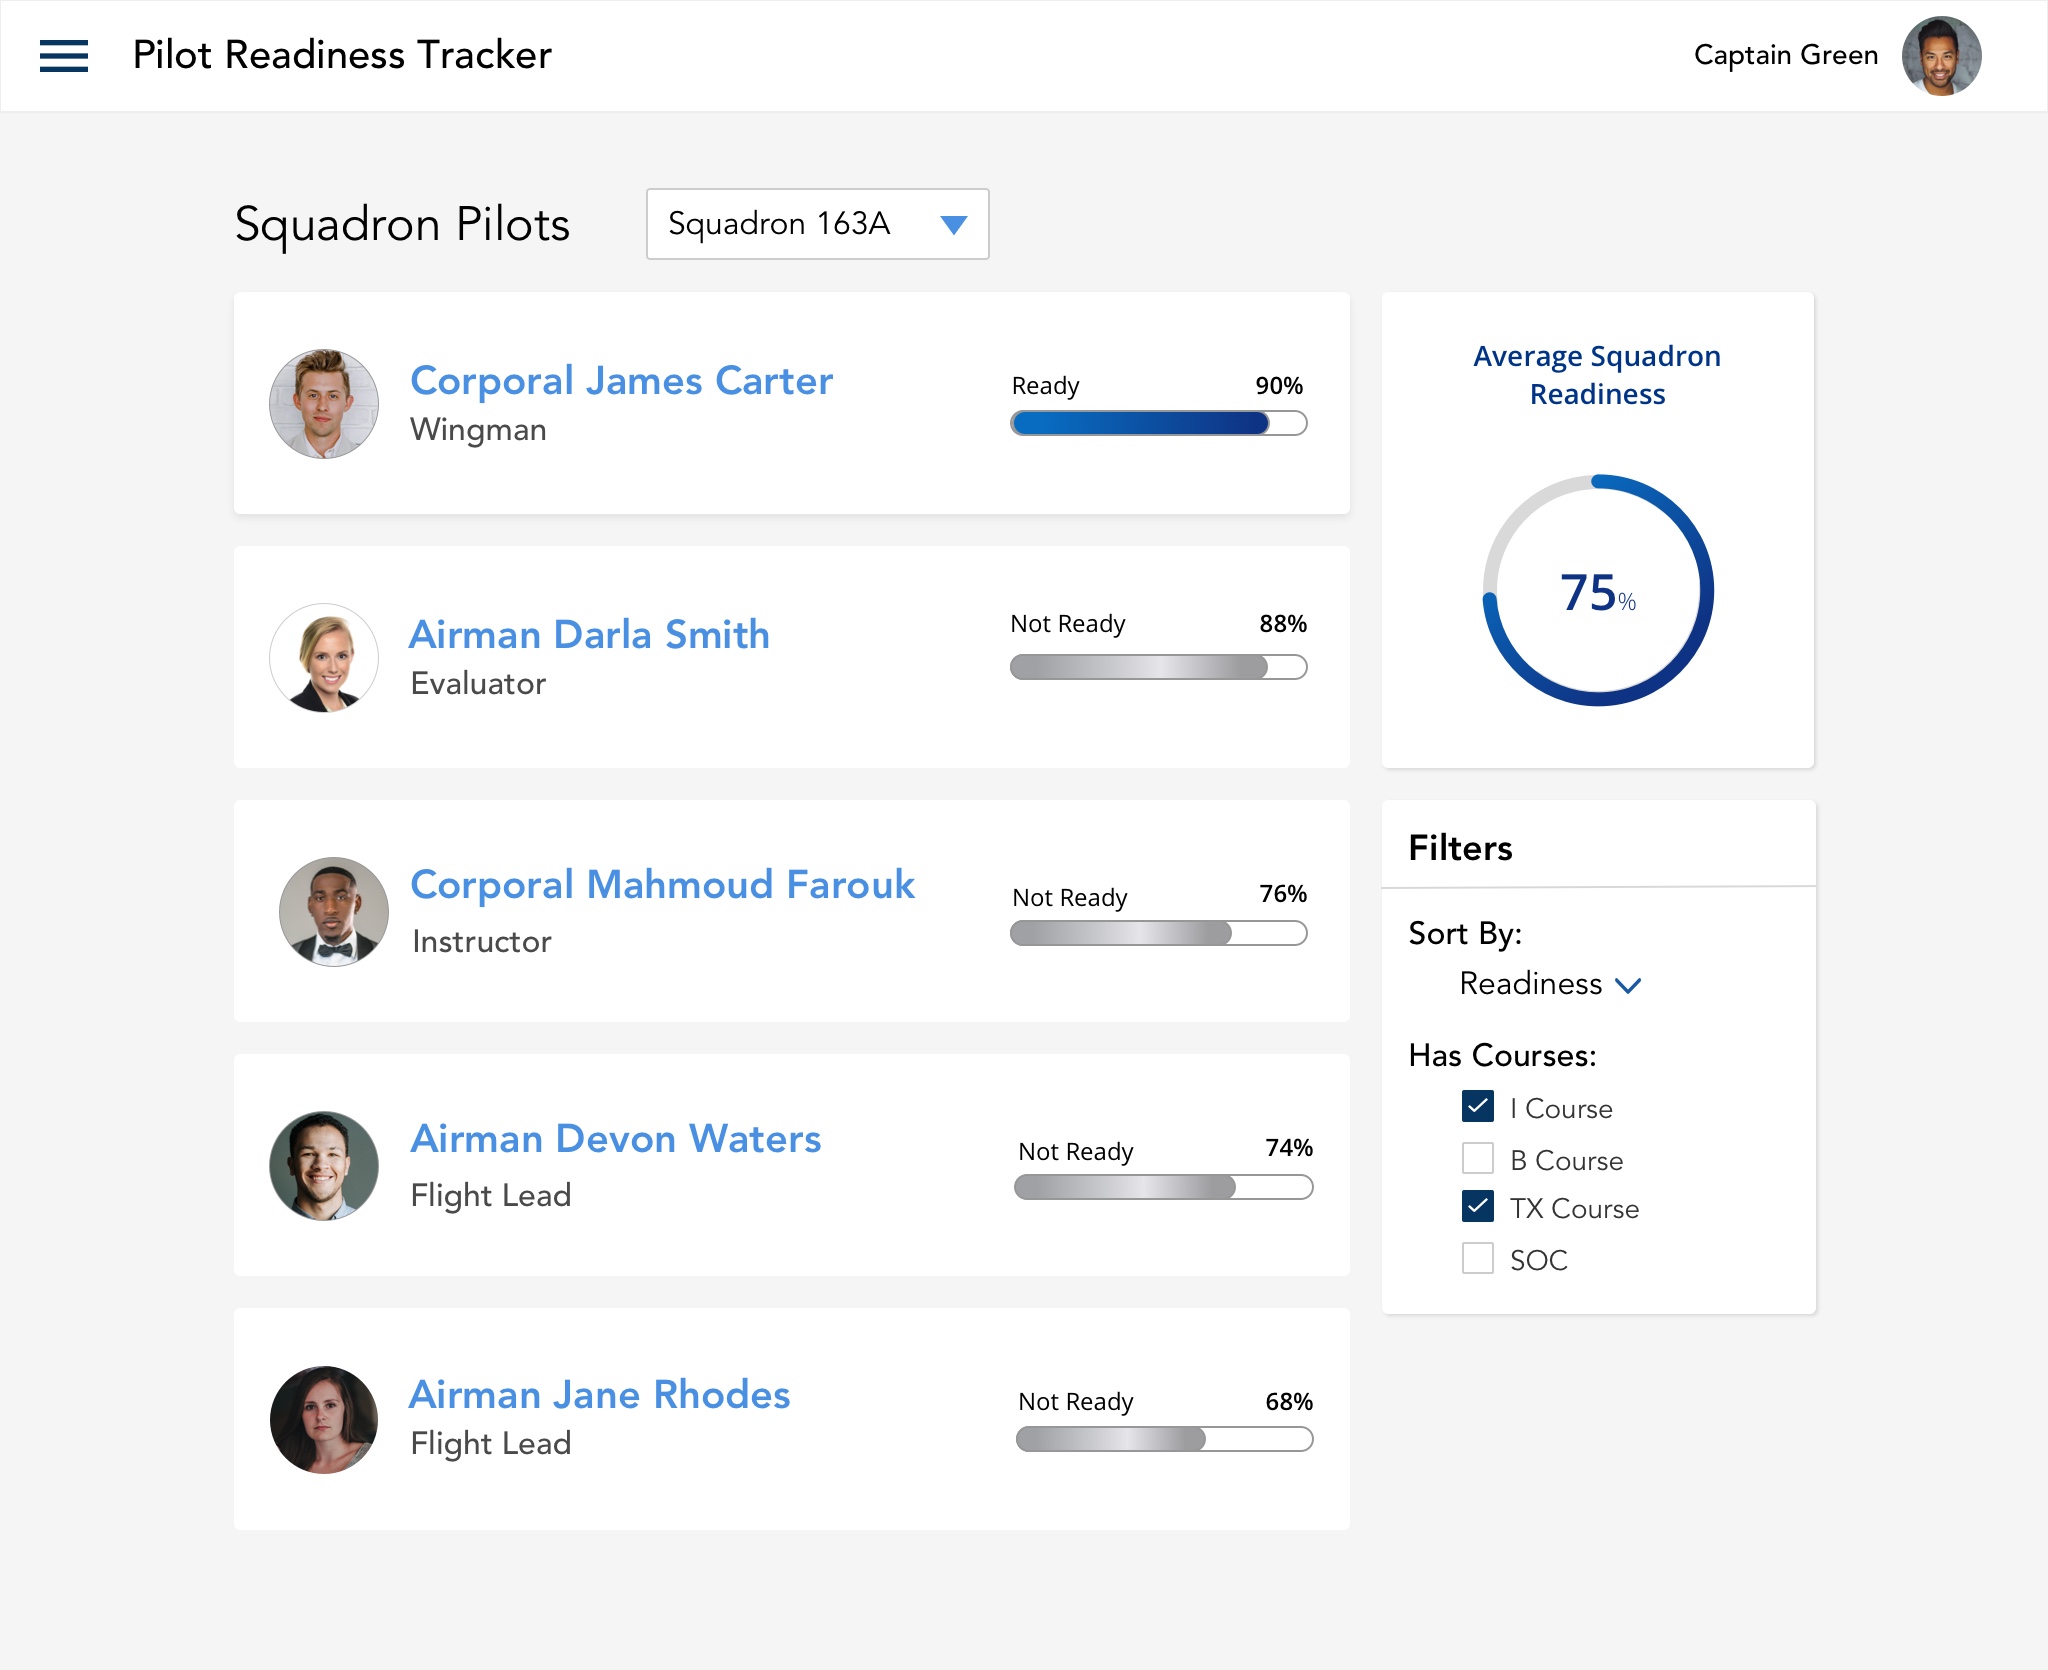 Pilot Readiness Tracker
Captain Green
Squadron Pilots
Squadron 163A
Corporal James Carter
Wingman
Ready 90%
Airman Darla Smith
Evaluator
Not Ready 88%
Corporal Mahmoud Farouk
Instructor
Not Ready 76%
Airman Devon Waters
Flight Lead
Not Ready 74%
Airman Jane Rhodes
Flight Lead
Not Ready 68%
Average Squadron
Readiness
75%
Filters
Sort By:
Readiness
Has Courses:
I Course
B Course
TX Course
SOC